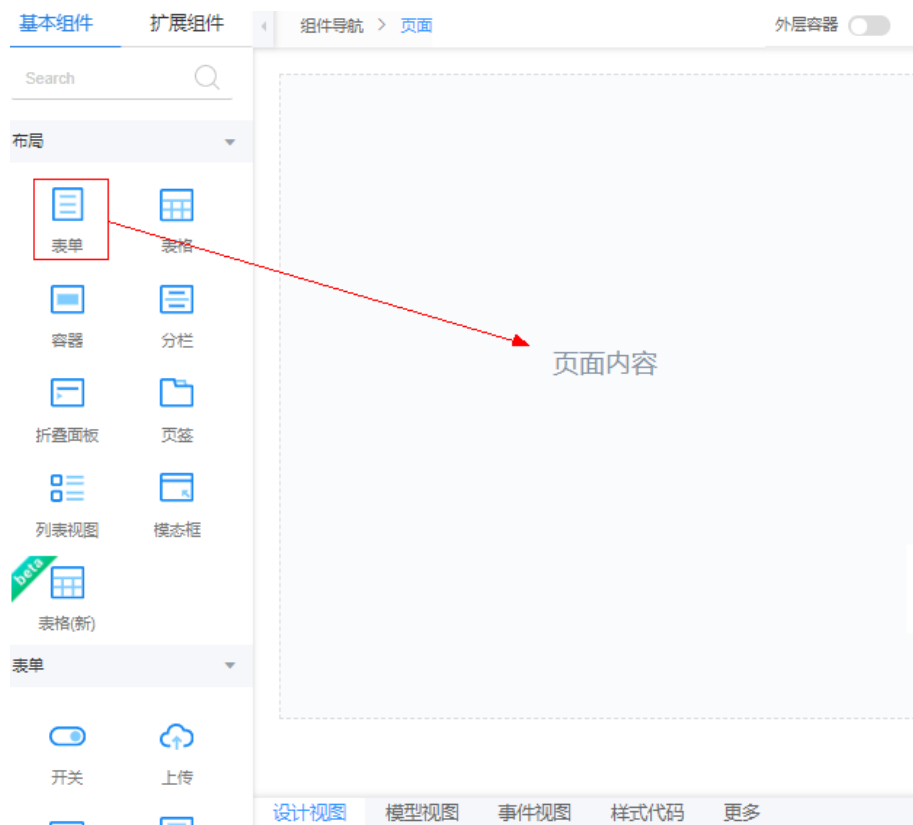 基本组件 扩展组件 组件导航 > 页面 外层容器
Search
布局
表单 表格
页面内容
容器 分栏
折叠面板 页签
列表视图 模态框
beta
表格(新)
表单
开关 上传
设计视图 模型视图 事件视图 样式代码 更多